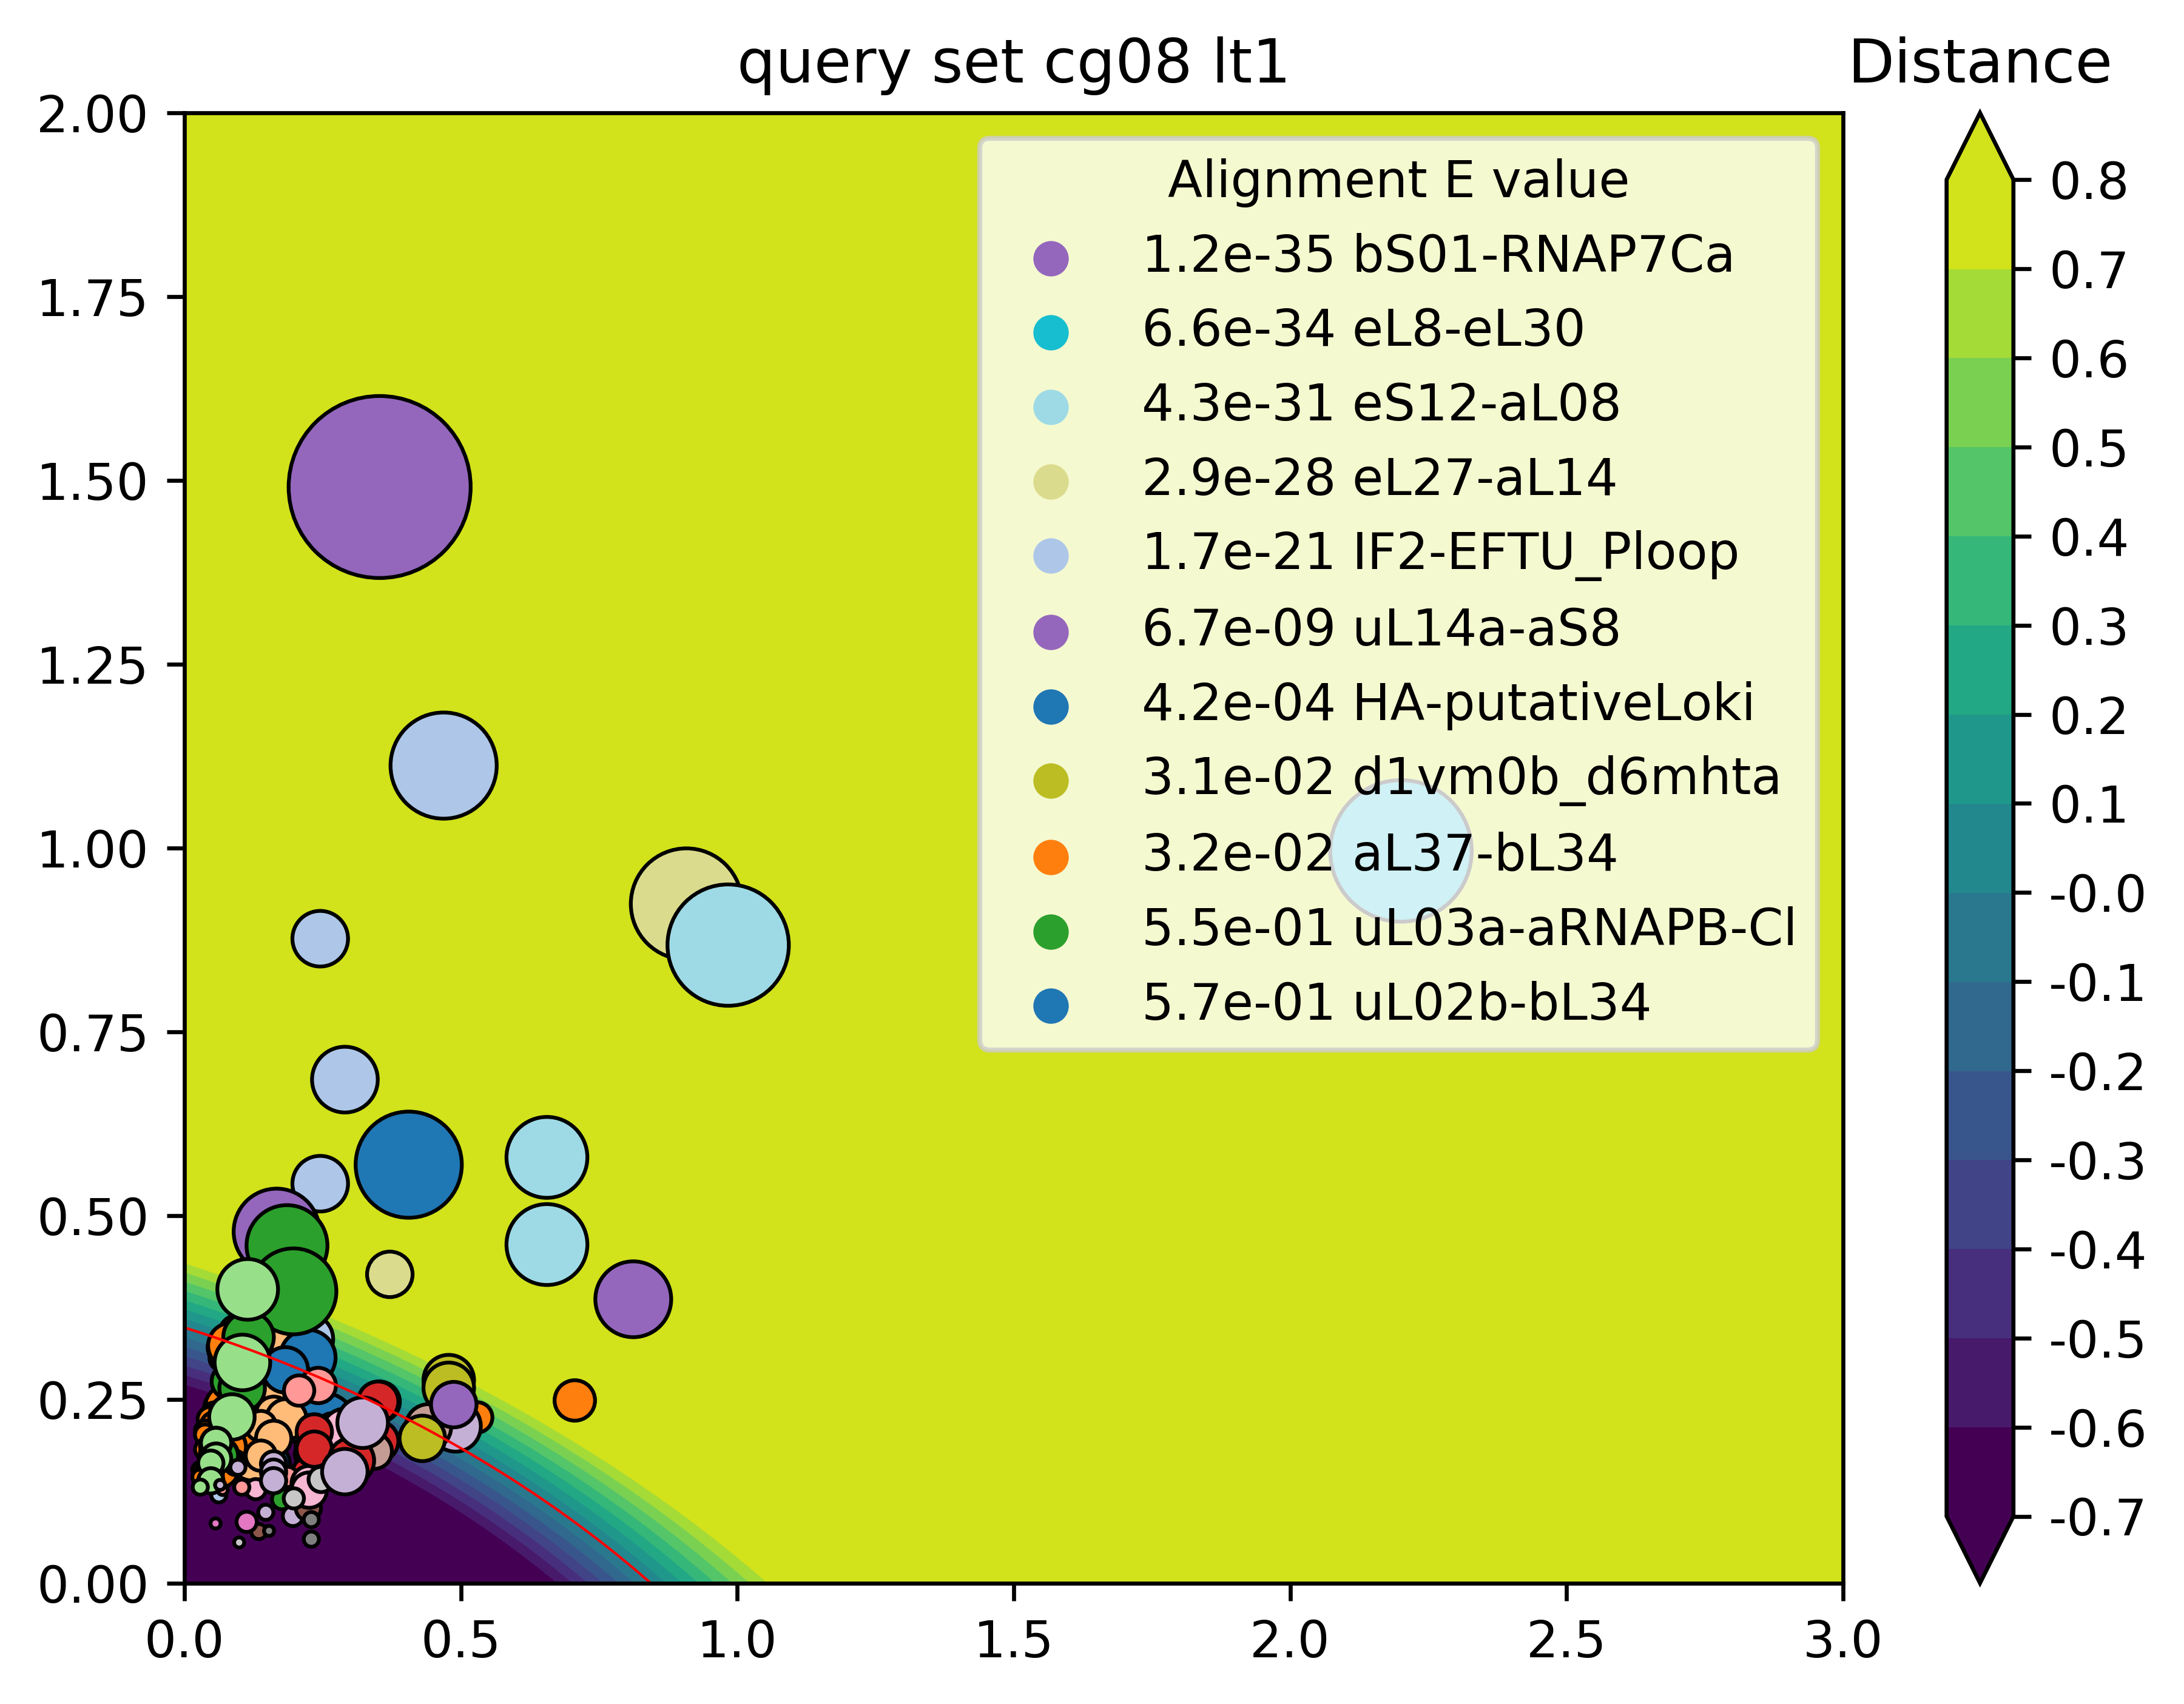 query set cg08 lt1
Distance
2.00
1.75
1.50
1.25
1.00
0.75
0.50
0.25
0.00
0.0
0.5
1.0
1.5
2.0
2.5
3.0
Alignment E value
1.2e-35 bS01-RNAP7Ca
6.6e-34 eL8-eL30
4.3e-31 eS12-aL08
2.9e-28 eL27-aL14
1.7e-21 IF2-EFTU_Ploop
6.7e-09 uL14a-aS8
4.2e-04 HA-putativeLoki
3.1e-02 d1vm0b_d6mhta
3.2e-02 aL37-bL34
5.5e-01 uL03a-aRNAPB-Cl
5.7e-01 uL02b-bL34
0.8
0.7
0.6
0.5
0.4
0.3
0.2
0.1
-0.0
-0.1
-0.2
-0.3
-0.4
-0.5
-0.6
-0.7